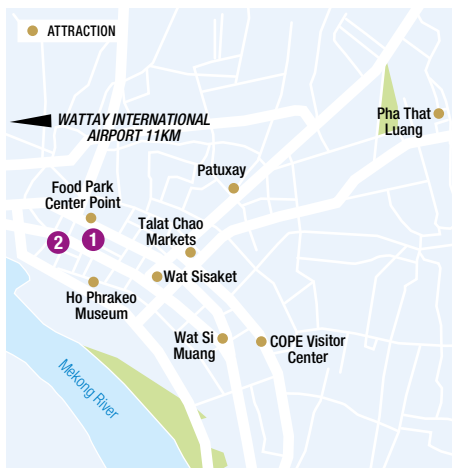 ATTRACTION
WATTAY INTERNATIONAL
AIRPORT 11KM
Pha That
Luang
Patuxay
Food Park
Center Point
Talat Chao
Markets
2
1
Wat Sisaket
Ho Phrakeo
Museum
Wat Si
Muang
COPE Visitor
Center
Mekong River